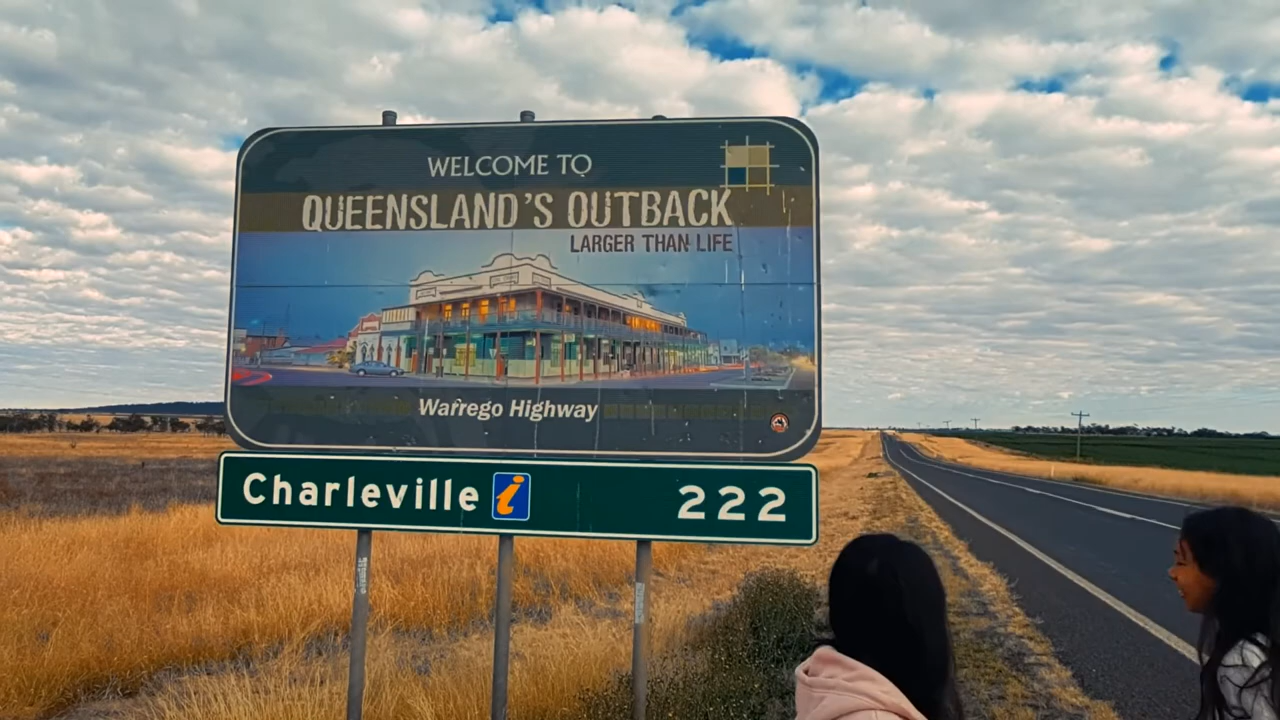 WELCOME TO
QUEENSLAND'S OUTBACK
LARGER THAN LIFE
Warrego Highway
Charleville i 222